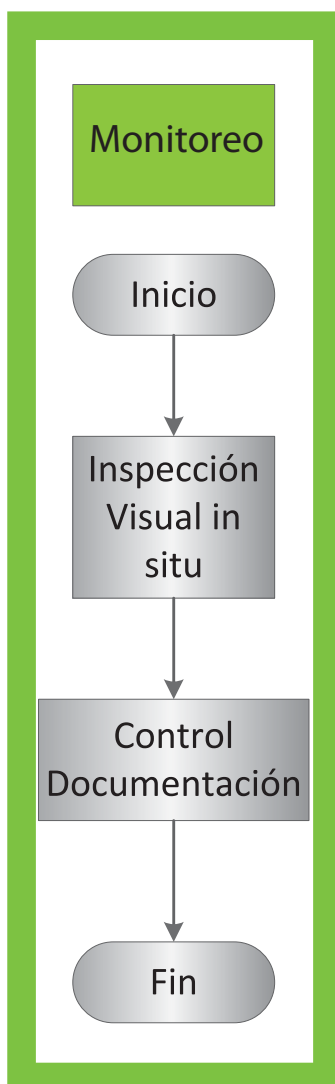 Monitoreo
Inicio
Inspección
Visual in
situ
Control
Documentación
Fin